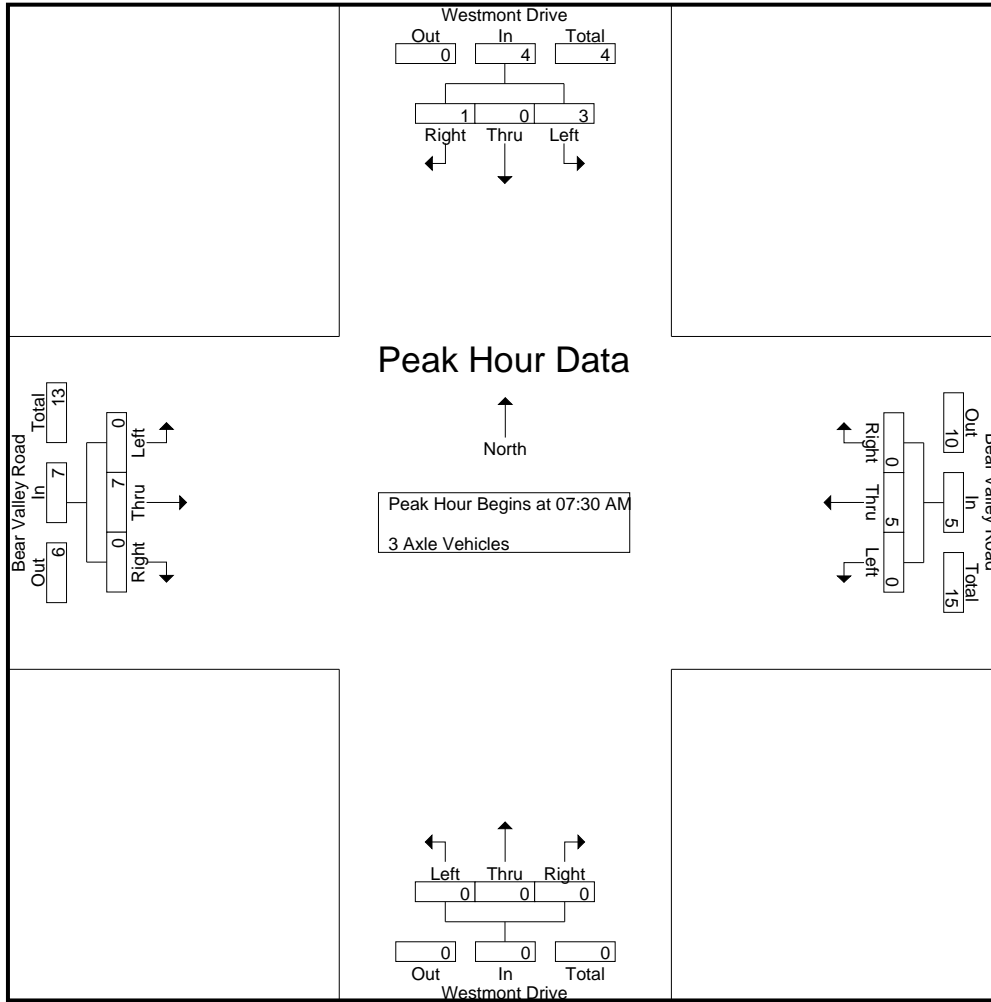 Westmont Drive
Out In Total
0 4 4
1 0 3
Right Thru Left
Peak Hour Data
North
Peak Hour Begins at 07:30 AM
3 Axle Vehicles
Bear Valley Road
Out In Total
6 7 13
0 7 0
Right Thru Left
Bear Valley Road
Out In Total
10 5 15
0 5 0
Right Thru Left
Left Thru Right
0 0 0
0 0 0
Out In Total
Westmont Drive